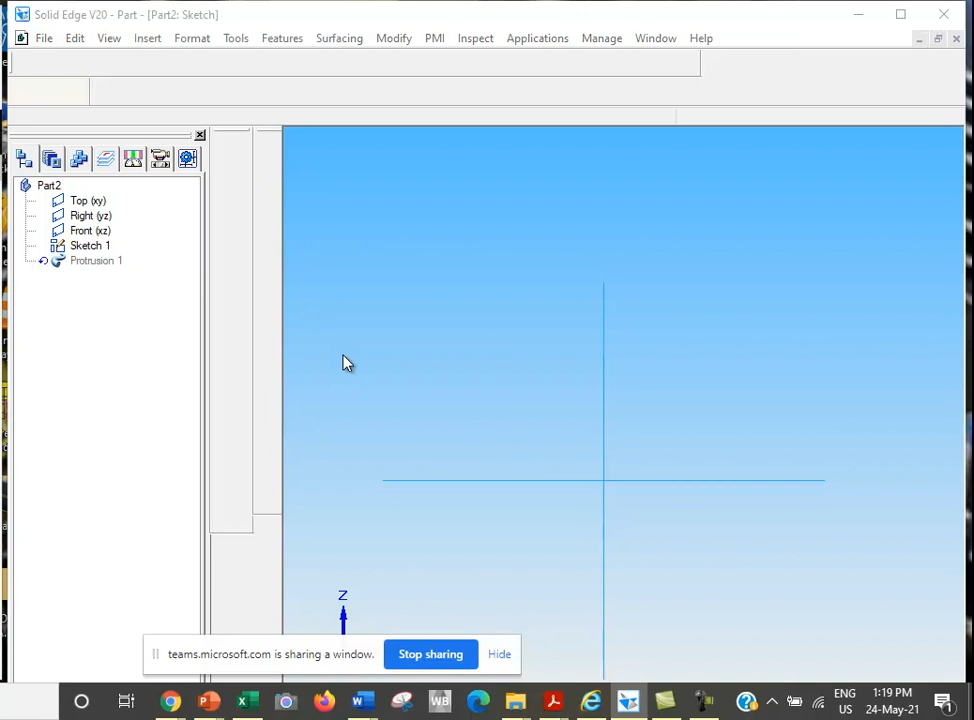 Solid Edge V20 - Part - [Part2: Sketch]
File Edit View Insert Format Tools Features Surfacing Modify PMI Inspect Applications Manage Window Help
Part2
Top (xy)
Right (yz)
Front (xz)
Sketch 1
Protrusion 1
Z
teams.microsoft.com is sharing a window. Stop sharing Hide
WB
ENG
US
1:19 PM
24-May-21
1